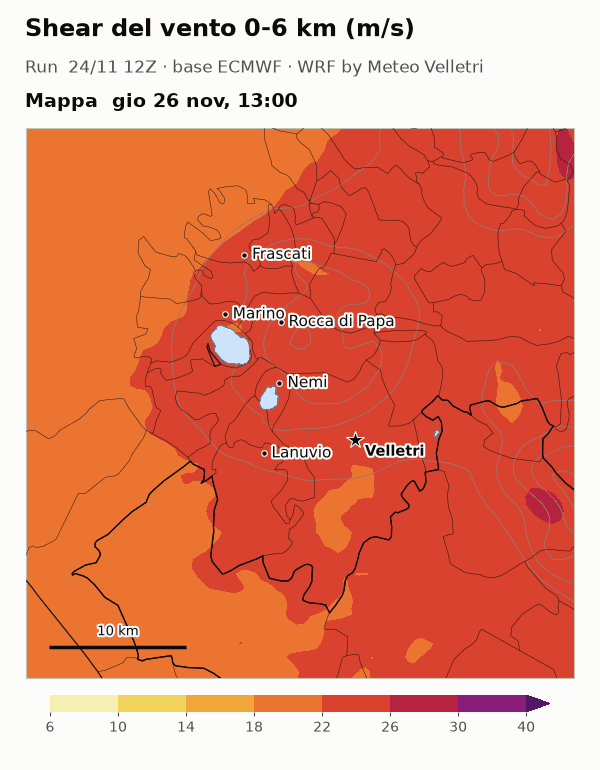 Shear del vento 0-6 km (m/s)
Run  24/11 12Z · base ECMWF · WRF by Meteo Velletri
Mappa  gio 26 nov, 13:00
Frascati
Marino
Rocca di Papa
Nemi
Velletri
Lanuvio
10 km
6 10 14 18 22 26 30 40